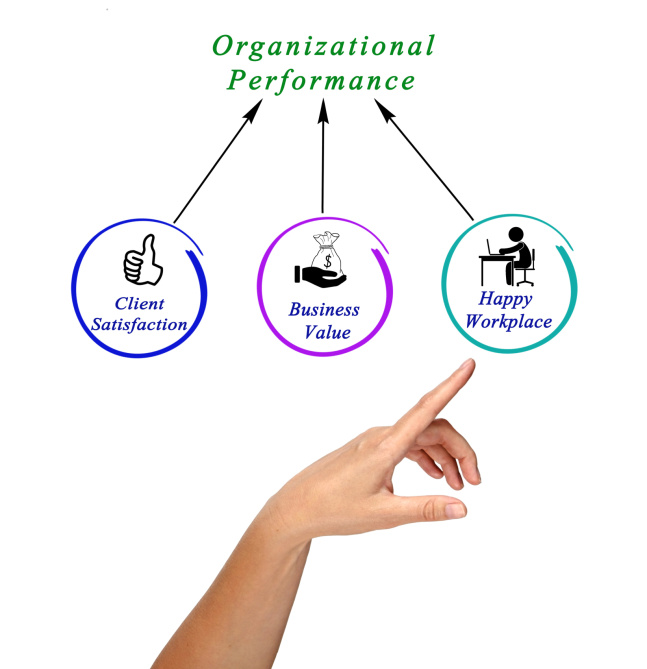 Organizational
Performance
$
Client
Satisfaction
Business
Value
Happy
Workplace